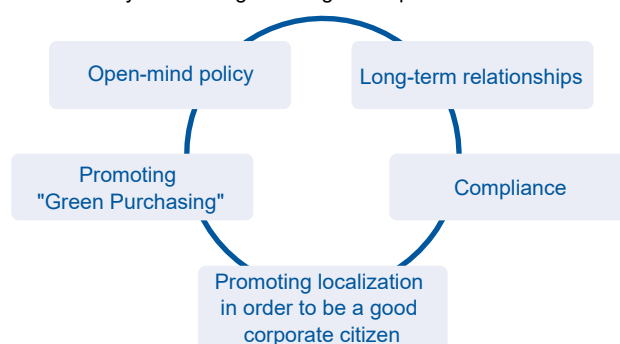 Open-mind policy
Long-term relationships
Promoting
"Green Purchasing"
Compliance
Promoting localization
in order to be a good
corporate citizen